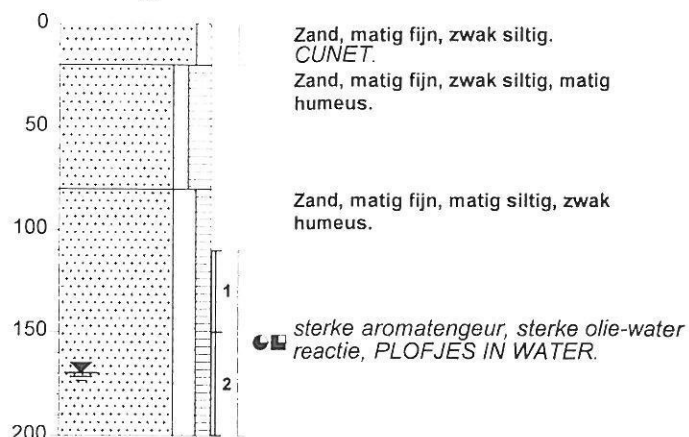 0
Zand, matig fijn, zwak siltig.
CUNET.
Zand, matig fijn, zwak siltig, matig
humeus.
50
Zand, matig fijn, matig siltig, zwak
humeus.
100
1
150
sterke aromatengeur, sterke olie-water
reactie, PLOFJES IN WATER.
2
200